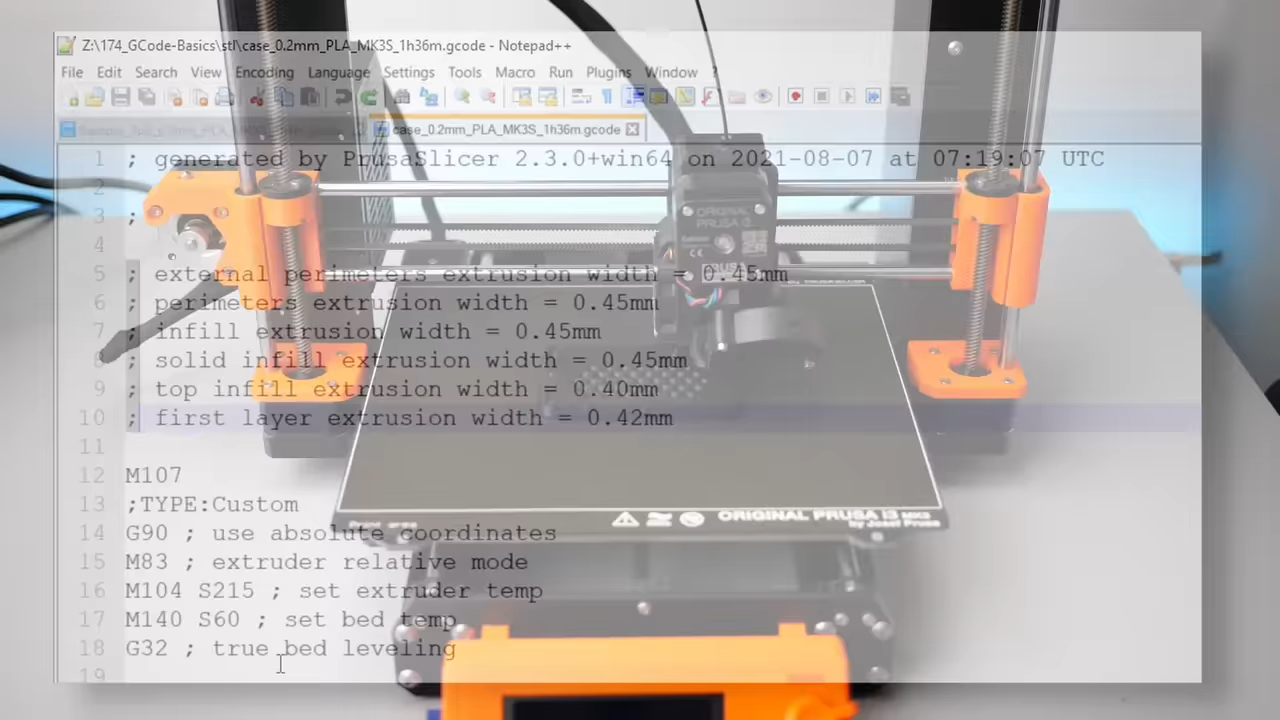 Z:\174_GCode-Basics\stl\case_0.2mm_PLA_MK3S_1h36m.gcode - Notepad++
File Edit Search View Encoding Language Settings Tools Macro Run Plugins Window ?
case_0.2mm_PLA_MK3S_1h36m.gcode
1 ; generated by PrusaSlicer 2.3.0+win64 on 2021-08-07 at 07:19:07 UTC
2
3 ;
4
5 ; external perimeters extrusion width = 0.45mm
6 ; perimeters extrusion width = 0.45mm
7 ; infill extrusion width = 0.45mm
8 ; solid infill extrusion width = 0.45mm
9 ; top infill extrusion width = 0.40mm
10 ; first layer extrusion width = 0.42mm
11
12 M107
13 ;TYPE:Custom
14 G90 ; use absolute coordinates
15 M83 ; extruder relative mode
16 M104 S215 ; set extruder temp
17 M140 S60 ; set bed temp
18 G32 ; true bed leveling
19
ORIGINAL
PRUSA i3
PRUSA
ORIGINAL PRUSA i3 MK3
by Josef Prusa